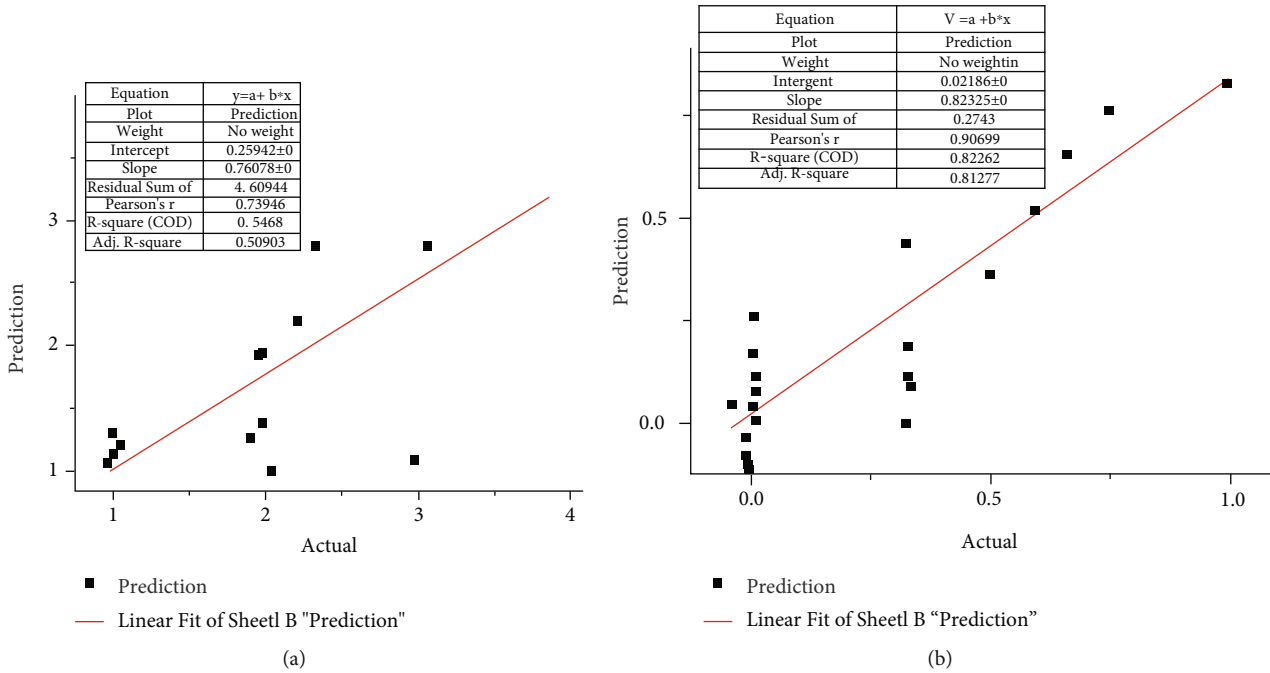 Equation y=a+ b*x
Plot Prediction
Weight No weight
Intercept 0.25942±0
Slope 0.76078±0
Residual Sum of 4. 60944
Pearson's r 0.73946
R-square (COD) 0. 5468
Adj. R-square 0.50903
3
2
1
Prediction
1 2 3 4
Actual
Prediction
Linear Fit of Sheetl B "Prediction"
(a)
Equation V =a +b*x
Plot Prediction
Weight No weightin
Intergent 0.02186±0
Slope 0.82325±0
Residual Sum of 0.2743
Pearson's r 0.90699
R-square (COD) 0.82262
Adj. R-square 0.81277
0.5
0.0
Prediction
0.0 0.5 1.0
Actual
Prediction
Linear Fit of Sheetl B “Prediction”
(b)